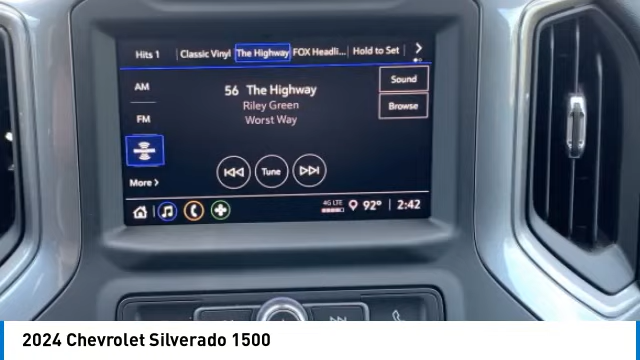 Hits 1
Classic Vinyl
The Highway
FOX Headli...
Hold to Set
AM
56 The Highway
Sound
Riley Green
Browse
FM
Worst Way
Tune
More
4G LTE
92°
2:42
2024 Chevrolet Silverado 1500